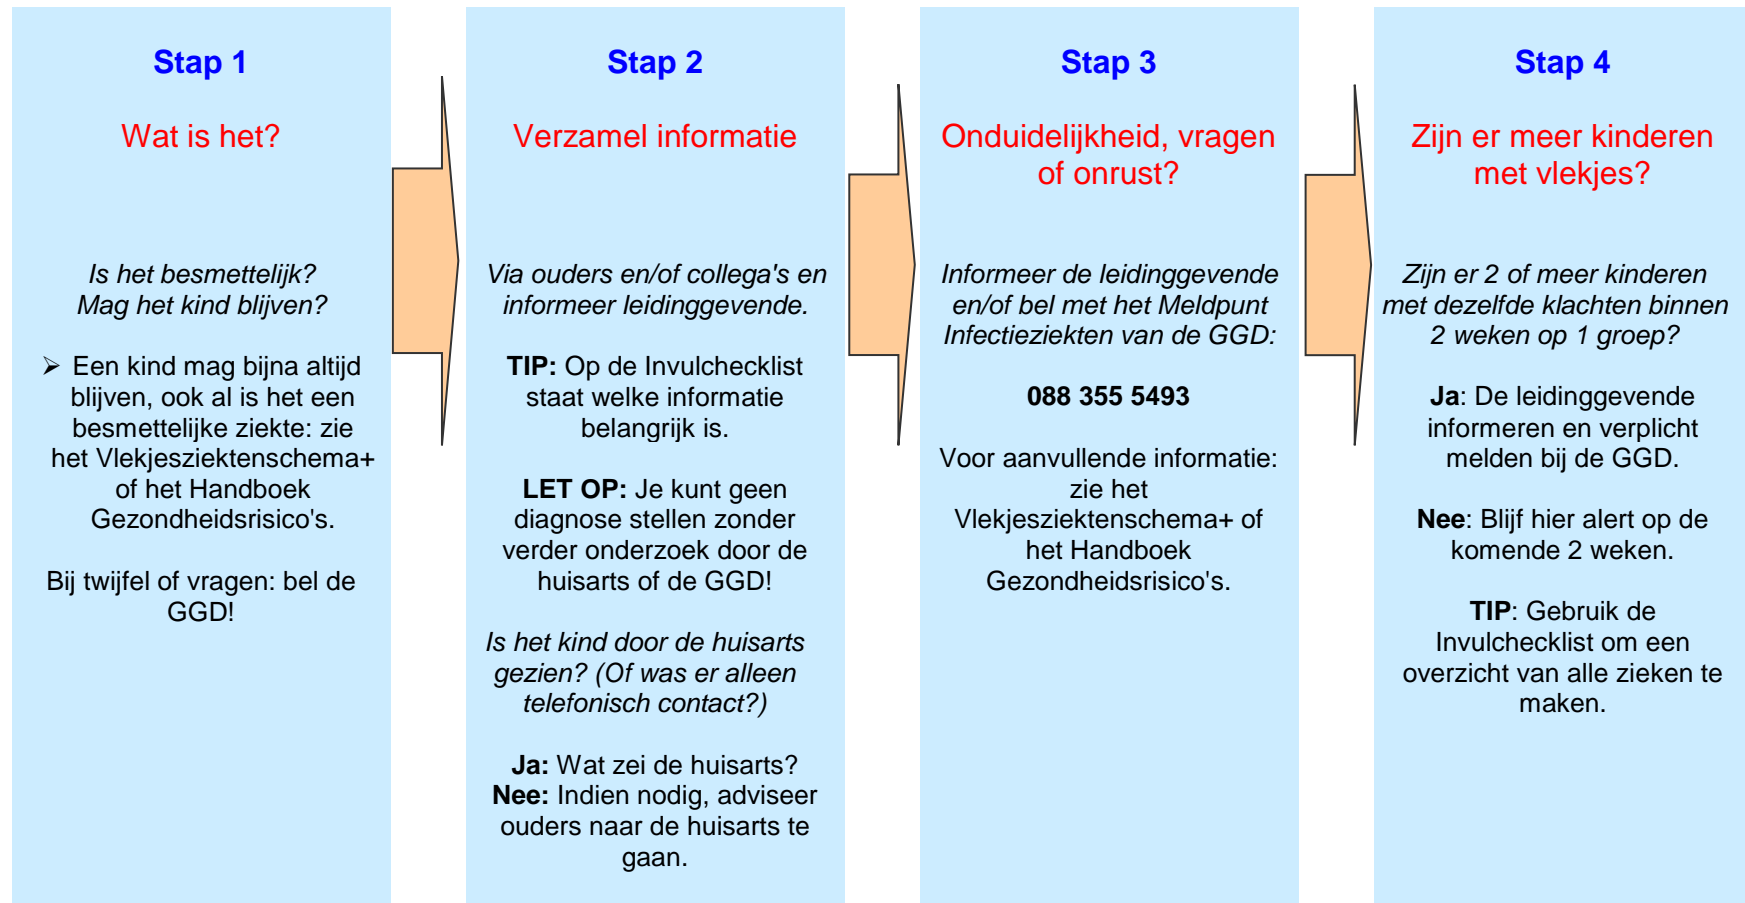 Stap 1
Wat is het?
Is het besmettelijk?
Mag het kind blijven?
➢ Een kind mag bijna altijd
blijven, ook al is het een
besmettelijke ziekte: zie
het Vlekjesziektenschema+
of het Handboek
Gezondheidsrisico's.
Bij twijfel of vragen: bel de
GGD!
Stap 2
Verzamel informatie
Via ouders en/of collega's en
informeer leidinggevende.
TIP: Op de Invulchecklist
staat welke informatie
belangrijk is.
LET OP: Je kunt geen
diagnose stellen zonder
verder onderzoek door de
huisarts of de GGD!
Is het kind door de huisarts
gezien? (Of was er alleen
telefonisch contact?)
Ja: Wat zei de huisarts?
Nee: Indien nodig, adviseer
ouders naar de huisarts te
gaan.
Stap 3
Onduidelijkheid, vragen
of onrust?
Informeer de leidinggevende
en/of bel met het Meldpunt
Infectieziekten van de GGD:
088 355 5493
Voor aanvullende informatie:
zie het
Vlekjesziektenschema+ of
het Handboek
Gezondheidsrisico's.
Stap 4
Zijn er meer kinderen
met vlekjes?
Zijn er 2 of meer kinderen
met dezelfde klachten binnen
2 weken op 1 groep?
Ja: De leidinggevende
informeren en verplicht
melden bij de GGD.
Nee: Blijf hier alert op de
komende 2 weken.
TIP: Gebruik de
Invulchecklist om een
overzicht van alle zieken te
maken.